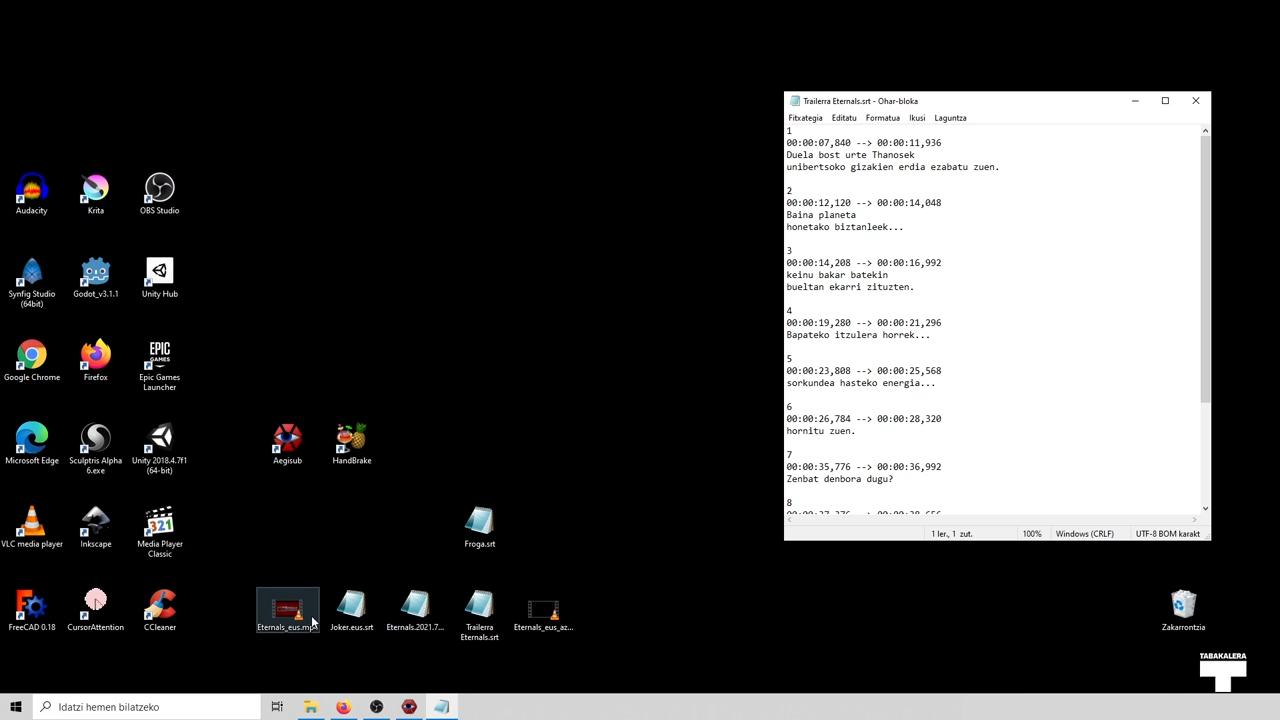 Trailerra Eternals.srt - Ohar-bloka
Fitxategia Editatu Formatua Ikusi Laguntza
1
00:00:07,840 --> 00:00:11,936
Duela bost urte Thanosek
unibertsoko gizakien erdia ezabatu zuen.
2
00:00:12,120 --> 00:00:14,048
Baina planeta
honetako biztanleek...
3
00:00:14,208 --> 00:00:16,992
keinu bakar batekin
bueltan ekarri zituzten.
4
00:00:19,280 --> 00:00:21,296
Bapateko itzulera horrek...
5
00:00:23,808 --> 00:00:25,568
sorkundea hasteko energia...
6
00:00:26,784 --> 00:00:28,320
hornitu zuen.
7
00:00:35,776 --> 00:00:36,992
Zenbat denbora dugu?
8
1 ler., 1 zut. 100% Windows (CRLF) UTF-8 BOM karakt
Audacity Krita OBS Studio
Synfig Studio
(64bit)
Godot_v3.1.1
Unity Hub
Google Chrome Firefox
EPIC
GAMES
Epic Games
Launcher
Microsoft Edge
Sculptris Alpha
6.exe
Unity 2018.4.7f1
(64-bit)
Aegisub HandBrake
VLC media player Inkscape
321
Media Player
Classic
Froga.srt
FreeCAD 0.18 CursorAttention CCleaner
Joker.eus.srt Eternals.2021.7...
Trailerra
Eternals.srt
Eternals_eus_az...
Zakarrontzia
TABAKALERA
Idatzi hemen bilatzeko